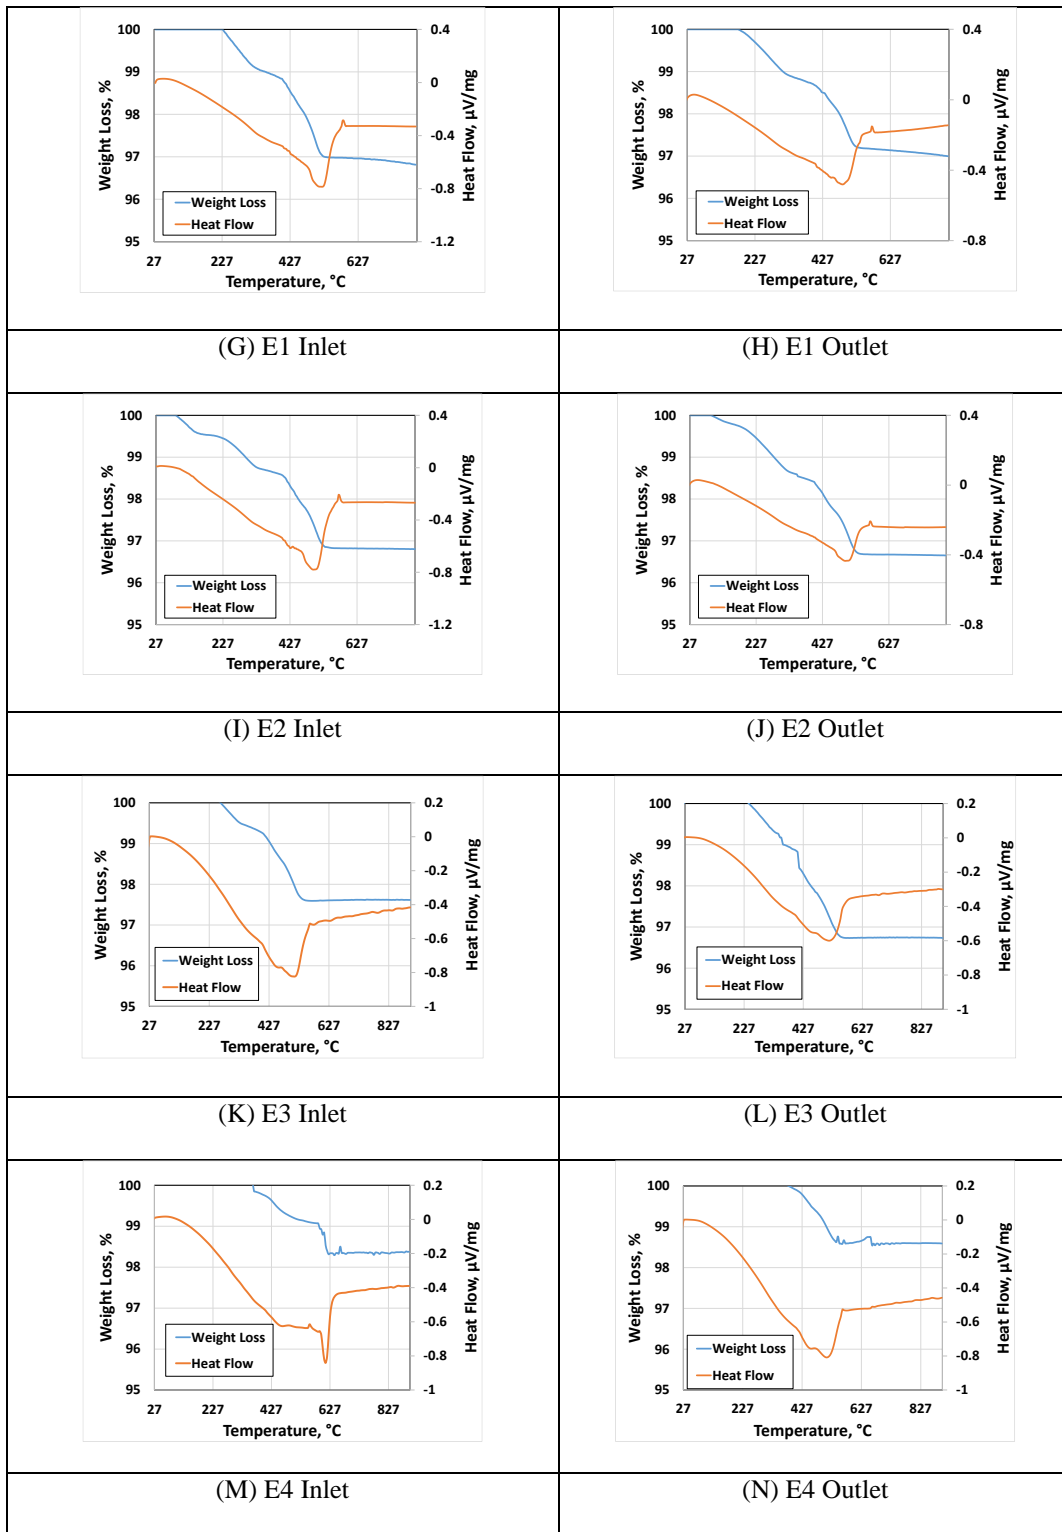 100
99
98
97
96
95
0.4
0
-0.4
-0.8
-1.2
27 227 427 627
Weight Loss, %
Heat Flow, µV/mg
Temperature, °C
Weight Loss
Heat Flow
(G) E1 Inlet
100
99
98
97
96
95
0.4
0
-0.4
-0.8
27 227 427 627
Weight Loss, %
Heat Flow, µV/mg
Temperature, °C
Weight Loss
Heat Flow
(H) E1 Outlet
100
99
98
97
96
95
0.4
0
-0.4
-0.8
-1.2
27 227 427 627
Weight Loss, %
Heat Flow, µV/mg
Temperature, °C
Weight Loss
Heat Flow
(I) E2 Inlet
100
99
98
97
96
95
0.4
0
-0.4
-0.8
27 227 427 627
Weight Loss, %
Heat Flow, µV/mg
Temperature, °C
Weight Loss
Heat Flow
(J) E2 Outlet
100
99
98
97
96
95
0.2
0
-0.2
-0.4
-0.6
-0.8
-1
27 227 427 627 827
Weight Loss, %
Heat Flow, µV/mg
Temperature, °C
Weight Loss
Heat Flow
(K) E3 Inlet
100
99
98
97
96
95
0.2
0
-0.2
-0.4
-0.6
-0.8
-1
27 227 427 627 827
Weight Loss, %
Heat Flow, µV/mg
Temperature, °C
Weight Loss
Heat Flow
(L) E3 Outlet
100
99
98
97
96
95
0.2
0
-0.2
-0.4
-0.6
-0.8
-1
27 227 427 627 827
Weight Loss, %
Heat Flow, µV/mg
Temperature, °C
Weight Loss
Heat Flow
(M) E4 Inlet
100
99
98
97
96
95
0.2
0
-0.2
-0.4
-0.6
-0.8
-1
27 227 427 627 827
Weight Loss, %
Heat Flow, µV/mg
Temperature, °C
Weight Loss
Heat Flow
(N) E4 Outlet